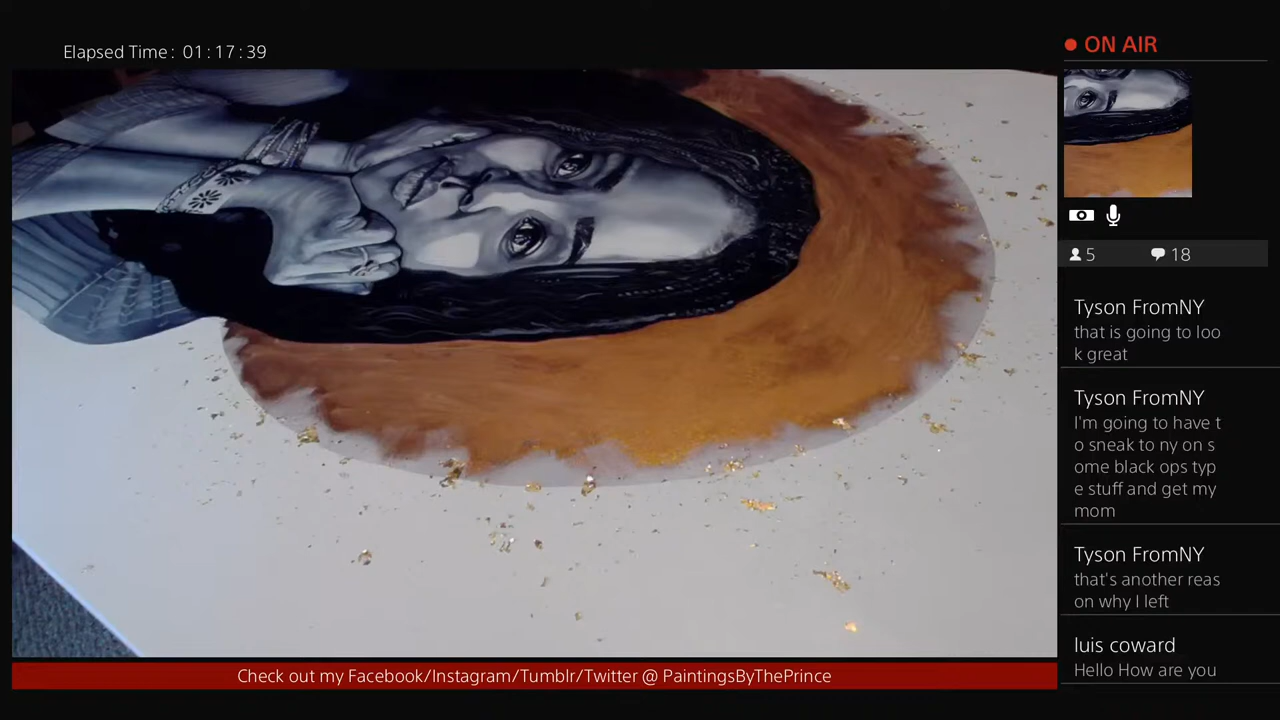 Elapsed Time: 01:17:39
ON AIR
5 18
Tyson FromNY
that is going to loo
k great
Tyson FromNY
I'm going to have t
o sneak to ny on s
ome black ops typ
e stuff and get my
mom
Tyson FromNY
that's another reas
on why I left
luis coward
Hello How are you
Check out my Facebook/Instagram/Tumblr/Twitter @ PaintingsByThePrince